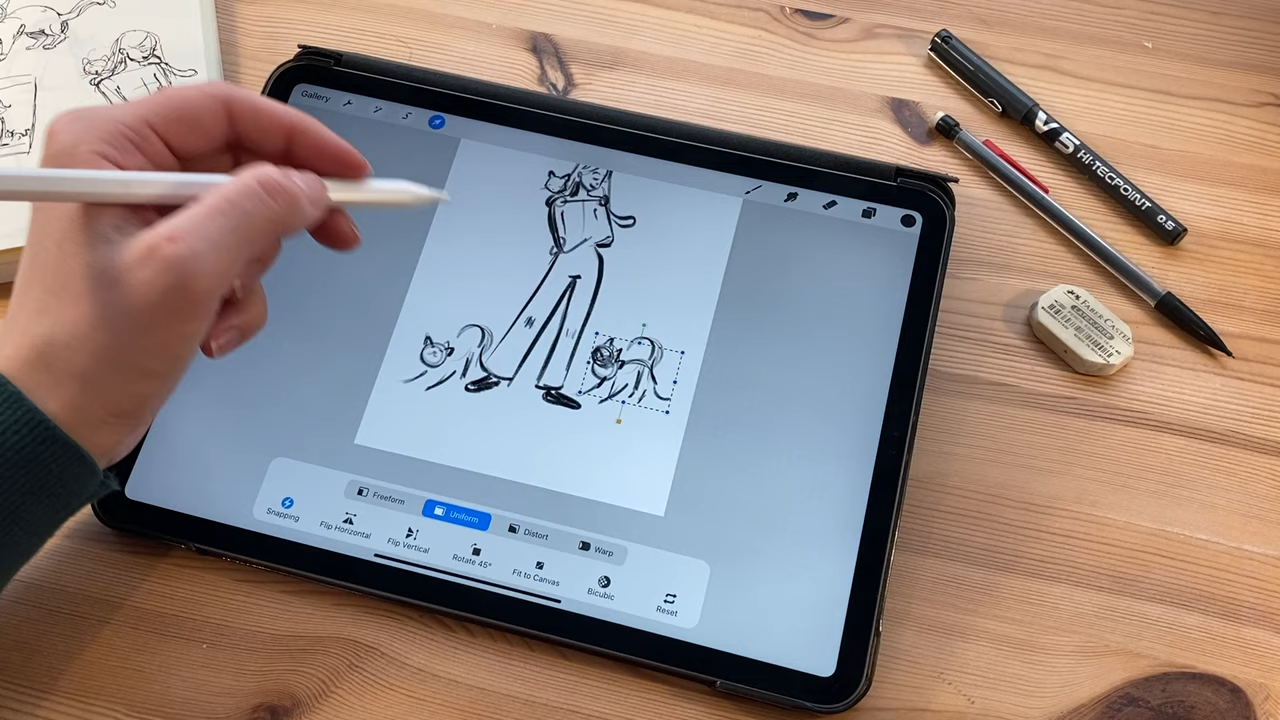 Gallery
Freeform
Uniform
Distort
Warp
Snapping
Flip Horizontal
Flip Vertical
Rotate 45°
Fit to Canvas
Bicubic
Reset
V5 HI-TECPOINT 0.5
FABER-CASTELL